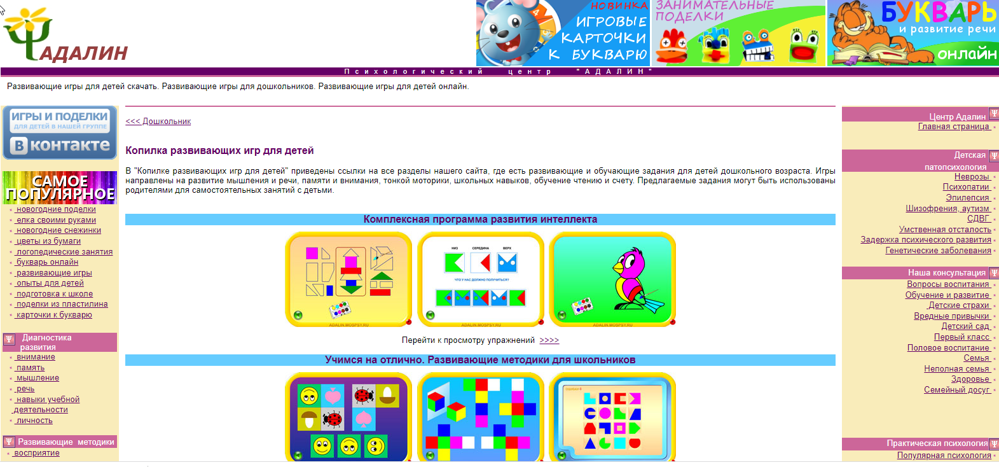 АДАЛИН
НОВИНКА
ИГРОВЫЕ
КАРТОЧКИ
К БУКВАРЮ
ЗАНИМАТЕЛЬНЫЕ
ПОДЕЛКИ
БУКВАРЬ
и развитие речи
онлайн
Психологический центр "АДАЛИН"
Развивающие игры для детей скачать. Развивающие игры для дошкольников. Развивающие игры для детей онлайн.
ИГРЫ И ПОДЕЛКИ
ДЛЯ ДЕТЕЙ В НАШЕЙ ГРУППЕ
В контакте
САМОЕ
ПОПУЛЯРНОЕ
новогодние поделки
елка своими руками
новогодние снежинки
цветы из бумаги
логопедические занятия
букварь онлайн
развивающие игры
опыты для детей
подготовка к школе
поделки из пластилина
карточки к букварю
Ψ Диагностика
развития
внимание
память
мышление
речь
навыки учебной
деятельности
личность
Ψ Развивающие методики
восприятие
<<< Дошкольник
Копилка развивающих игр для детей
В "Копилке развивающих игр для детей" приведены ссылки на все разделы нашего сайта, где есть развивающие и обучающие задания для детей дошкольного возраста. Игры
направлены на развитие мышления и речи, памяти и внимания, тонкой моторики, школьных навыков, обучение чтению и счету. Предлагаемые задания могут быть использованы
родителями для самостоятельных занятий с детьми.
Комплексная программа развития интеллекта
ADALIN.MOSPSY.RU
НИЗ СЕРЕДИНА ВЕРХ
ЧТО У НАС ДОЛЖНО ПОЛУЧИТЬСЯ?
ADALIN.MOSPSY.RU
ADALIN.MOSPSY.RU
Перейти к просмотру упражнений >>>>
Учимся на отлично. Развивающие методики для школьников
Центр Адалин Ψ
Главная страница
Детская Ψ
патопсихология
Неврозы
Психопатии
Эпилепсия
Шизофрения, аутизм
СДВГ
Умственная отсталость
Задержка психического развития
Генетические заболевания
Наша консультация Ψ
Вопросы воспитания
Обучение и развитие
Детские страхи
Вредные привычки
Детский сад
Первый класс
Половое воспитание
Семья
Неполная семья
Здоровье
Семейный досуг
Практическая психология Ψ
Популярная психология